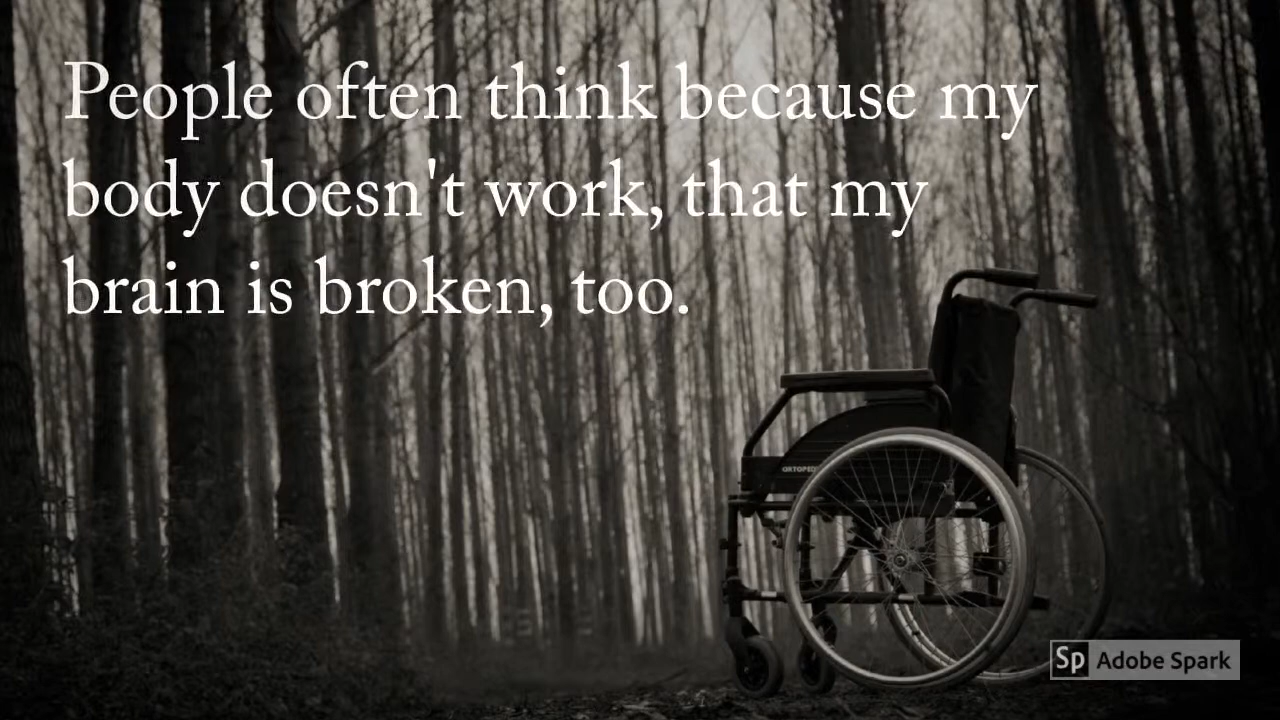 People often think because my
body doesn't work, that my
brain is broken, too.
Sp Adobe Spark